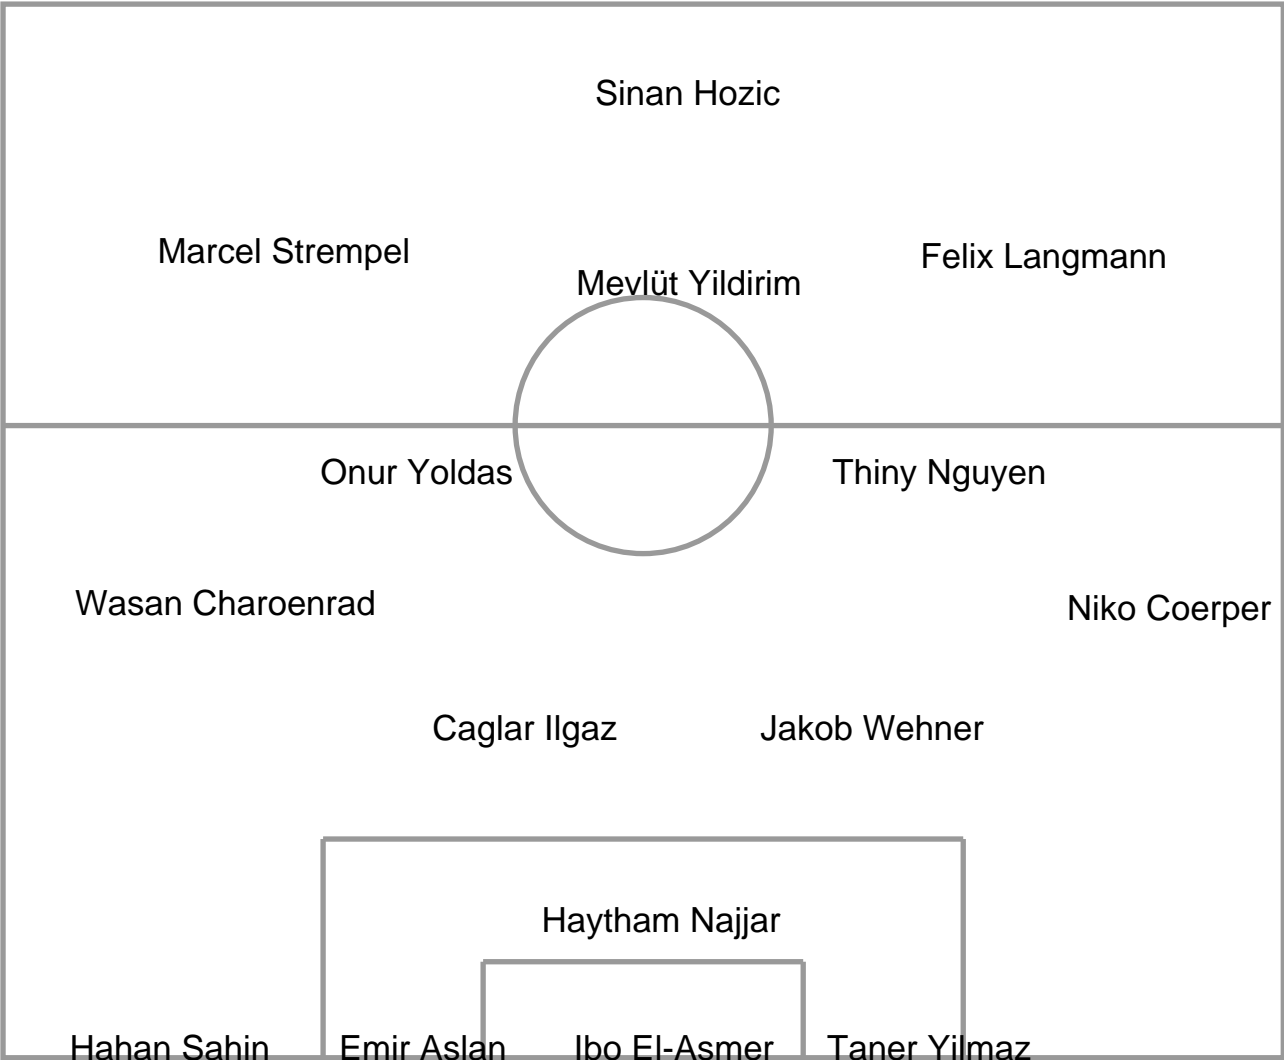 Sinan Hozic
Marcel Strempel
Felix Langmann
Mevlüt Yildirim
Onur Yoldas
Thiny Nguyen
Wasan Charoenrad
Niko Coerper
Caglar Ilgaz
Jakob Wehner
Haytham Najjar
Hahan Sahin
Emir Aslan
Ibo El-Asmer
Taner Yilmaz